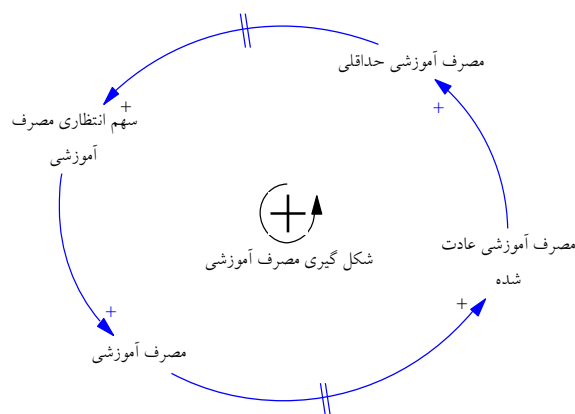 مصرف آموزشی حداقلی
+
+
سهم انتظاری مصرف
آموزشی
مصرف آموزشی عادت
شده
+
شکل گیری مصرف آموزشی
+
+
مصرف آموزشی